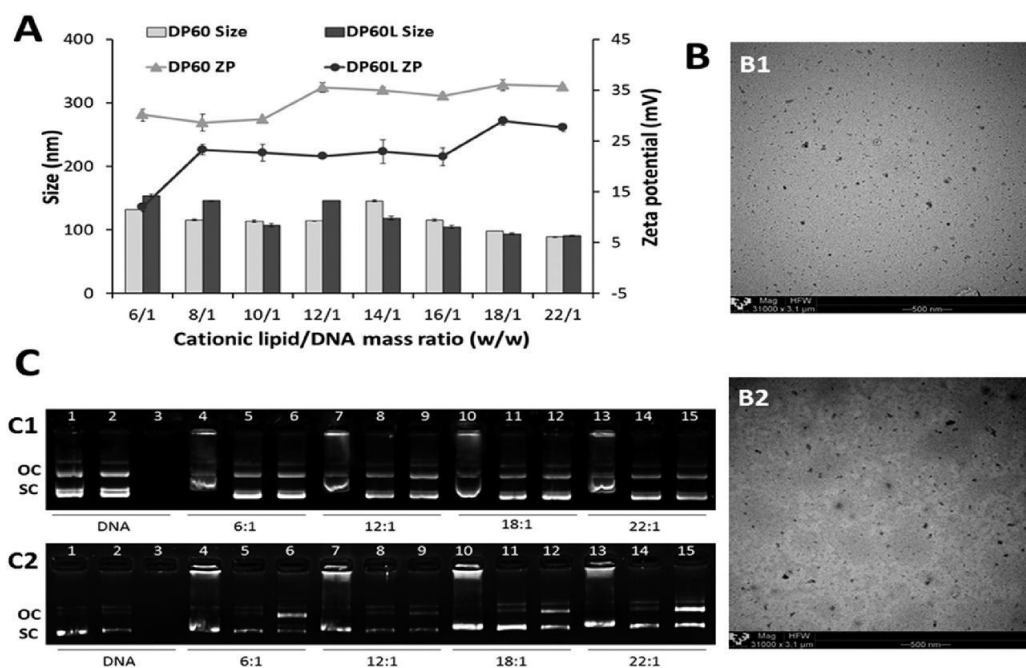 A
400
300
200
100
0
Size (nm)
DP60 Size
DP60L Size
DP60 ZP
DP60L ZP
45
35
25
15
5
-5
Zeta potential (mV)
6/1 8/1 10/1 12/1 14/1 16/1 18/1 22/1
Cationic lipid/DNA mass ratio (w/w)
B
B1
Mag HFW
31000 x 3.1 µm
500 nm
B2
Mag HFW
31000 x 3.1 µm
500 nm
C
C1
1 2 3 4 5 6 7 8 9 10 11 12 13 14 15
OC
SC
DNA 6:1 12:1 18:1 22:1
C2
1 2 3 4 5 6 7 8 9 10 11 12 13 14 15
OC
SC
DNA 6:1 12:1 18:1 22:1